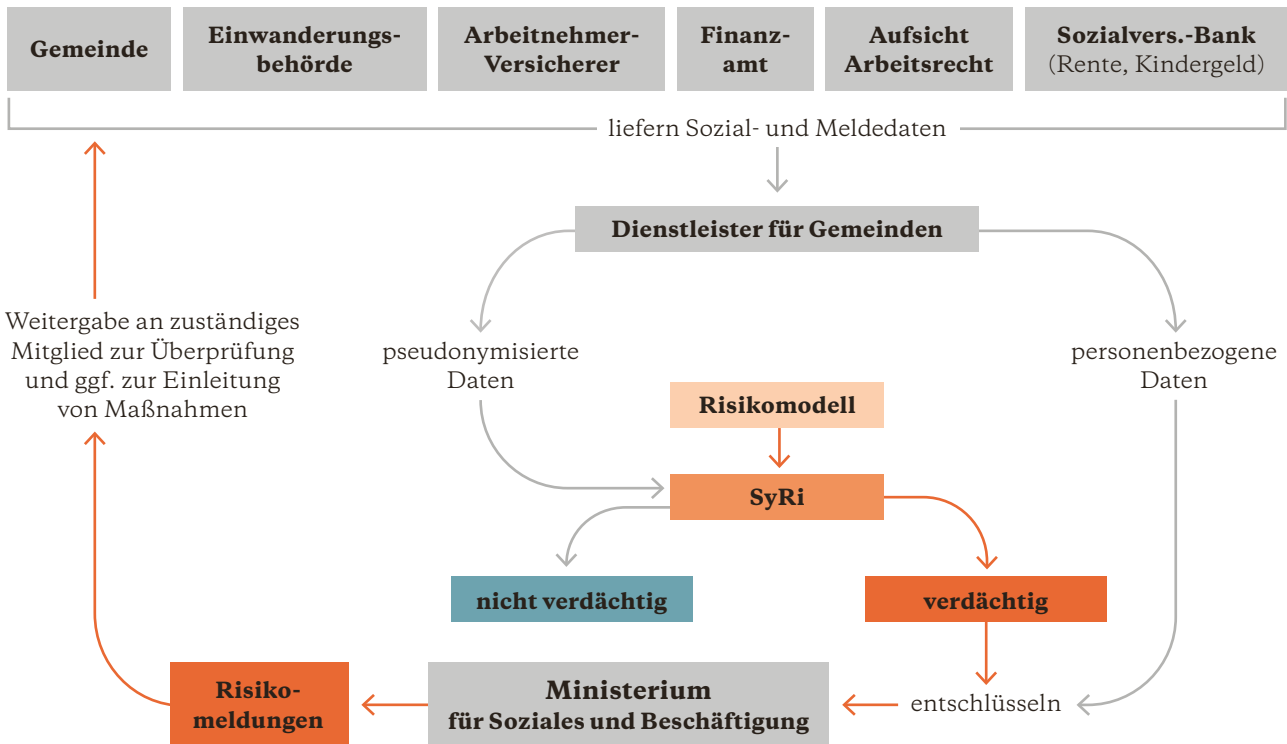 Gemeinde
Einwanderungs-
behörde
Arbeitnehmer-
Versicherer
Finanz-
amt
Aufsicht
Arbeitsrecht
Sozialvers.-Bank
(Rente, Kindergeld)
liefern Sozial- und Meldedaten
Dienstleister für Gemeinden
Weitergabe an zuständiges
Mitglied zur Überprüfung
und ggf. zur Einleitung
von Maßnahmen
pseudonymisierte
Daten
personenbezogene
Daten
Risikomodell
SyRi
nicht verdächtig
verdächtig
Risiko-
meldungen
Ministerium
für Soziales und Beschäftigung
entschlüsseln